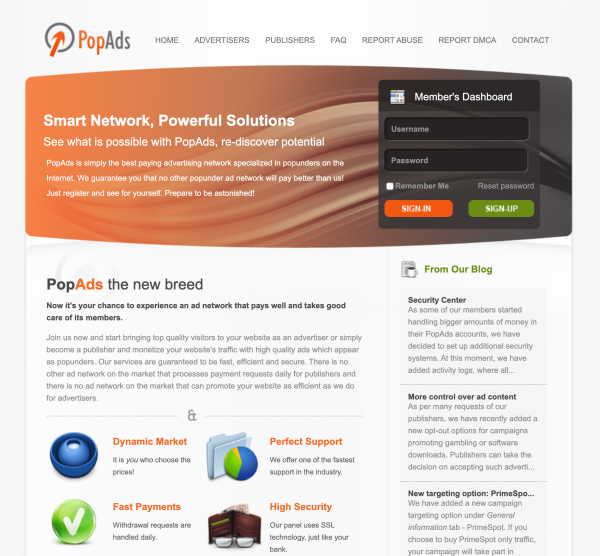 PopAds
HOME ADVERTISERS PUBLISHERS FAQ REPORT ABUSE REPORT DMCA CONTACT
Smart Network, Powerful Solutions
See what is possible with PopAds, re-discover potential
PopAds is simply the best paying advertising network specialized in popunders on the
Internet. We guarantee you that no other popunder ad network will pay better than us!
Just register and see for yourself. Prepare to be astonished!
Member's Dashboard
Username
Password
Remember Me Reset password
SIGN-IN SIGN-UP
PopAds the new breed
Now it's your chance to experience an ad network that pays well and takes good
care of its members.
Join us now and start bringing top quality visitors to your website as an advertiser or simply
become a publisher and monetize your website's traffic with high quality ads which appear
as popunders. Our services are guaranteed to be fast, efficient and secure. There is no
other ad network on the market that processes payment requests daily for publishers and
there is no ad network on the market that can promote your website as efficient as we do
for advertisers.
&
Dynamic Market
It is you who choose the
prices!
Perfect Support
We offer one of the fastest
support in the industry.
Fast Payments
Withdrawal requests are
handled daily.
High Security
Our panel uses SSL
technology, just like your
bank.
From Our Blog
Security Center
As some of our members started
handling bigger amounts of money in
their PopAds accounts, we have
decided to set up additional security
systems. At this moment, we have
added activity logs, where all...
More control over ad content
As per many requests of our
publishers, we have recently added a
new opt-out options for campaigns
promoting gambling or software
downloads. Publishers can take the
decision on accepting such adverti...
New targeting option: PrimeSpo...
We have added a new campaign
targeting option under General
information tab - PrimeSpot. If you
choose to buy PrimeSpot only traffic,
your campaign will take part in